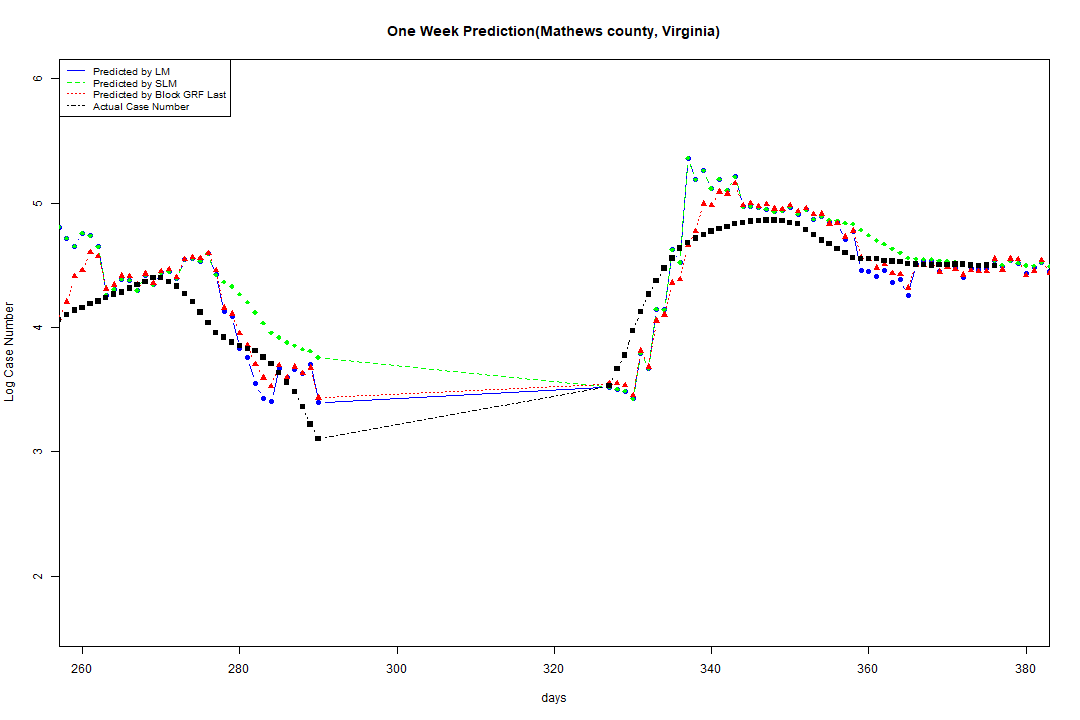 One Week Prediction(Mathews county, Virginia)
Predicted by LM
Predicted by SLM
Predicted by Block GRF Last
Actual Case Number
6
5
4
3
2
Log Case Number
260 280 300 320 340 360 380
days